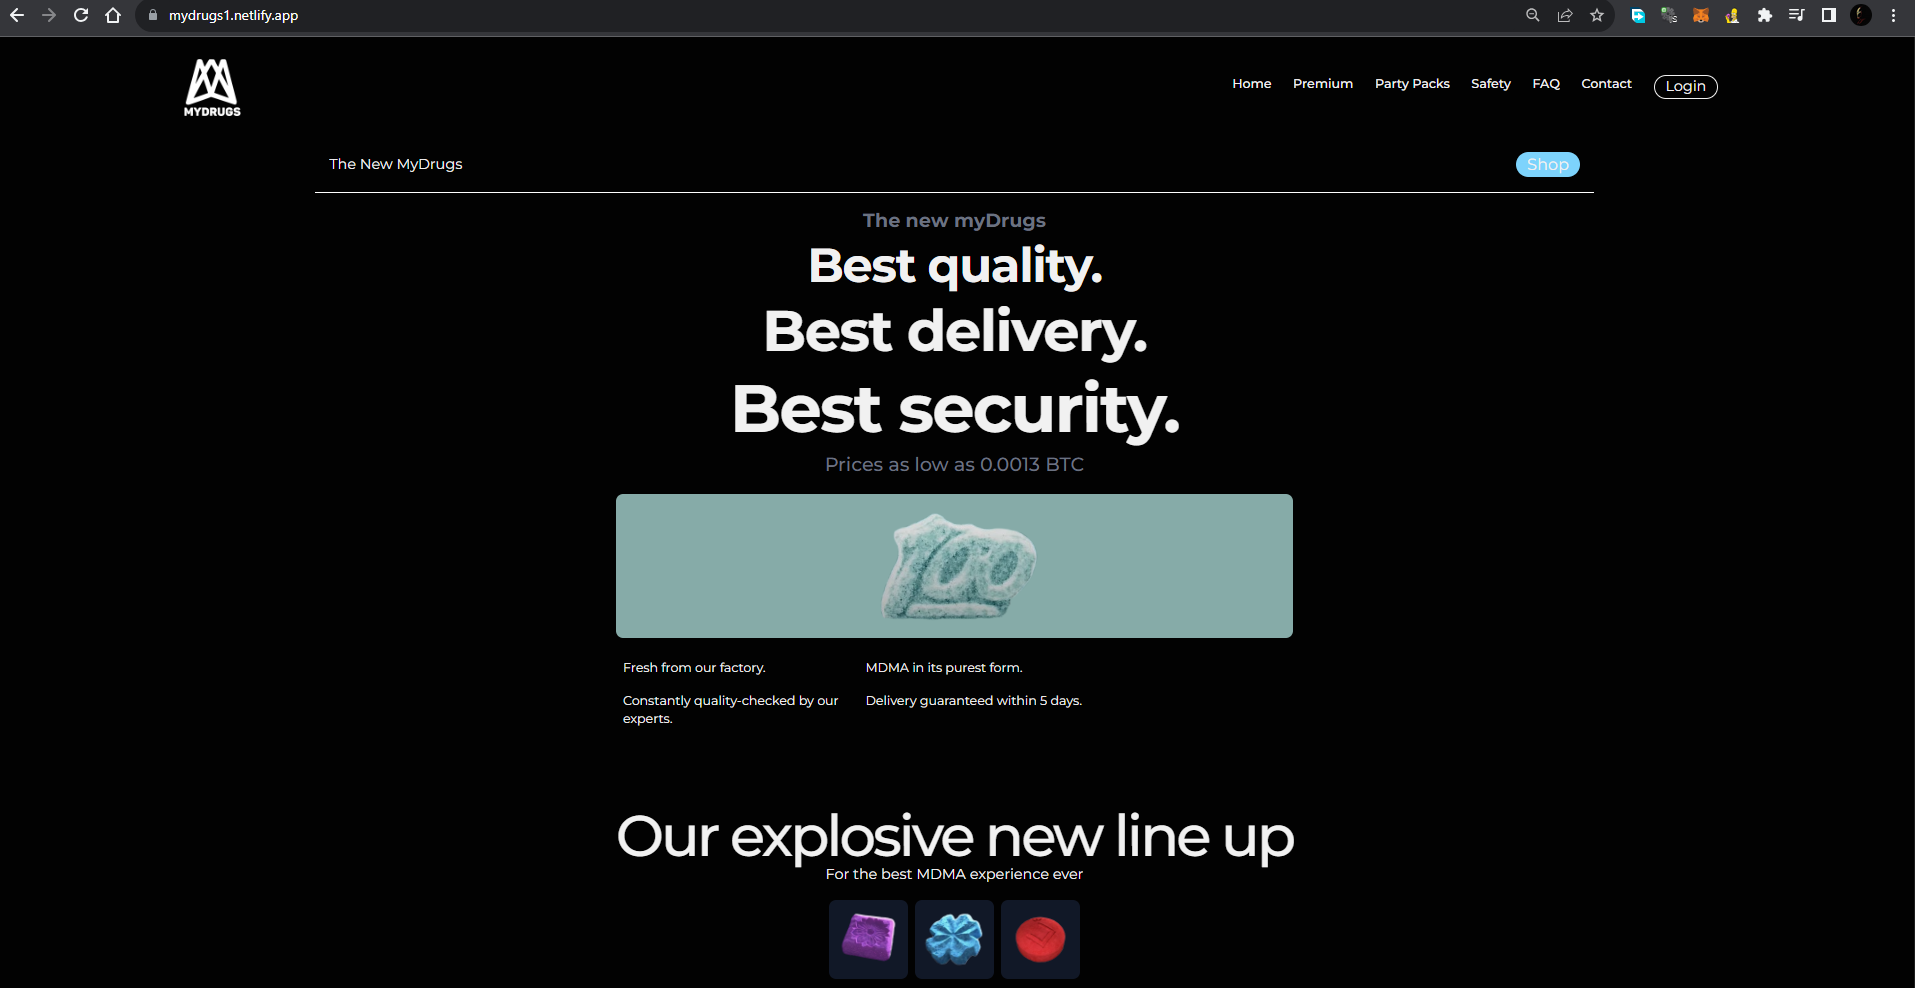 mydrugs1.netlify.app
MYDRUGS
Home Premium Party Packs Safety FAQ Contact Login
The New MyDrugs Shop
The new myDrugs
Best quality.
Best delivery.
Best security.
Prices as low as 0.0013 BTC
100
Fresh from our factory. MDMA in its purest form.
Constantly quality-checked by our Delivery guaranteed within 5 days.
experts.
Our explosive new line up
For the best MDMA experience ever